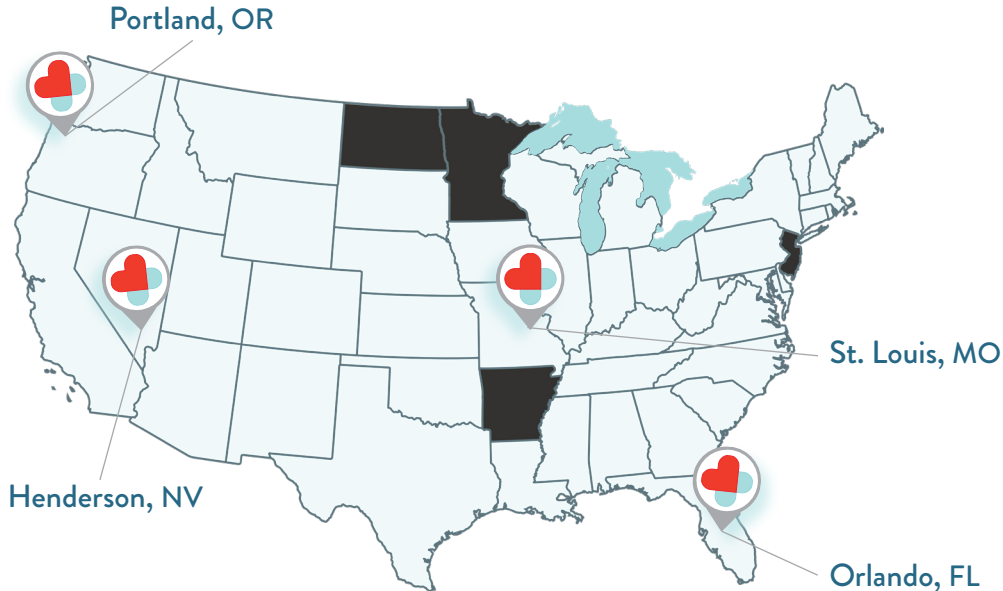 Portland, OR
St. Louis, MO
Henderson, NV
Orlando, FL